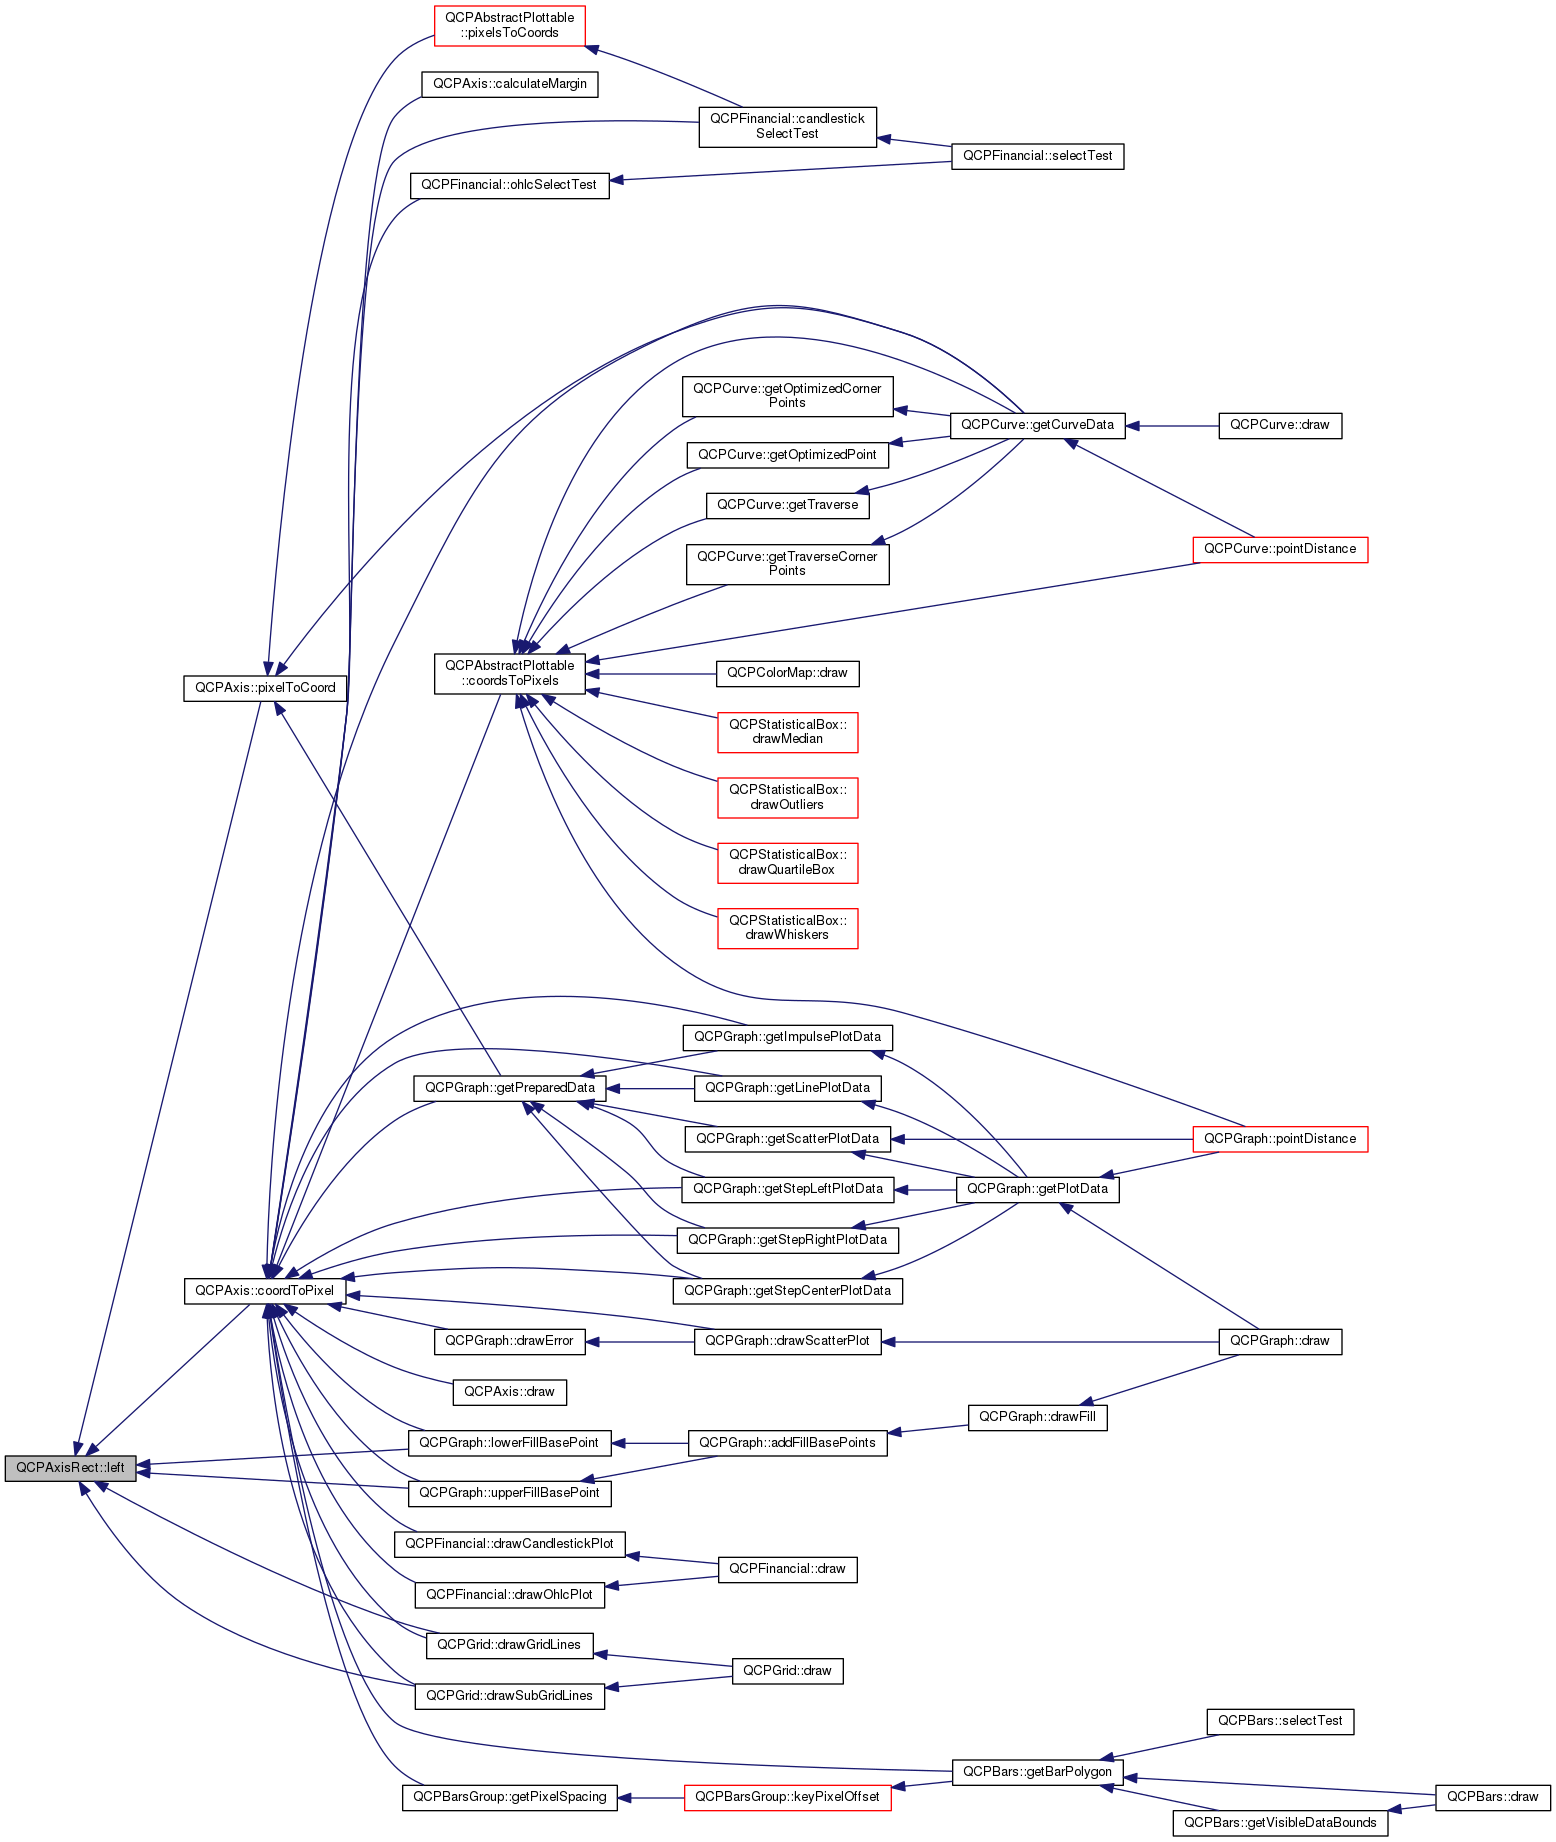 QCPAbstractPlottable
::pixelsToCoords
QCPAxis::calculateMargin
QCPFinancial::candlestick
SelectTest
QCPFinancial::selectTest
QCPFinancial::ohlcSelectTest
QCPCurve::getOptimizedCorner
Points
QCPCurve::getCurveData
QCPCurve::draw
QCPCurve::getOptimizedPoint
QCPCurve::getTraverse
QCPCurve::getTraverseCorner
Points
QCPCurve::pointDistance
QCPAbstractPlottable
::coordsToPixels
QCPColorMap::draw
QCPAxis::pixelToCoord
QCPStatisticalBox::
drawMedian
QCPStatisticalBox::
drawOutliers
QCPStatisticalBox::
drawQuartileBox
QCPStatisticalBox::
drawWhiskers
QCPGraph::getImpulsePlotData
QCPGraph::getPreparedData
QCPGraph::getLinePlotData
QCPGraph::getScatterPlotData
QCPGraph::pointDistance
QCPGraph::getStepLeftPlotData
QCPGraph::getPlotData
QCPGraph::getStepRightPlotData
QCPAxis::coordToPixel
QCPGraph::getStepCenterPlotData
QCPGraph::drawError
QCPGraph::drawScatterPlot
QCPGraph::draw
QCPAxis::draw
QCPGraph::drawFill
QCPGraph::lowerFillBasePoint
QCPGraph::addFillBasePoints
QCPAxisRect::left
QCPGraph::upperFillBasePoint
QCPFinancial::drawCandlestickPlot
QCPFinancial::draw
QCPFinancial::drawOhlcPlot
QCPGrid::drawGridLines
QCPGrid::draw
QCPGrid::drawSubGridLines
QCPBars::selectTest
QCPBars::getBarPolygon
QCPBarsGroup::getPixelSpacing
QCPBarsGroup::keyPixelOffset
QCPBars::draw
QCPBars::getVisibleDataBounds